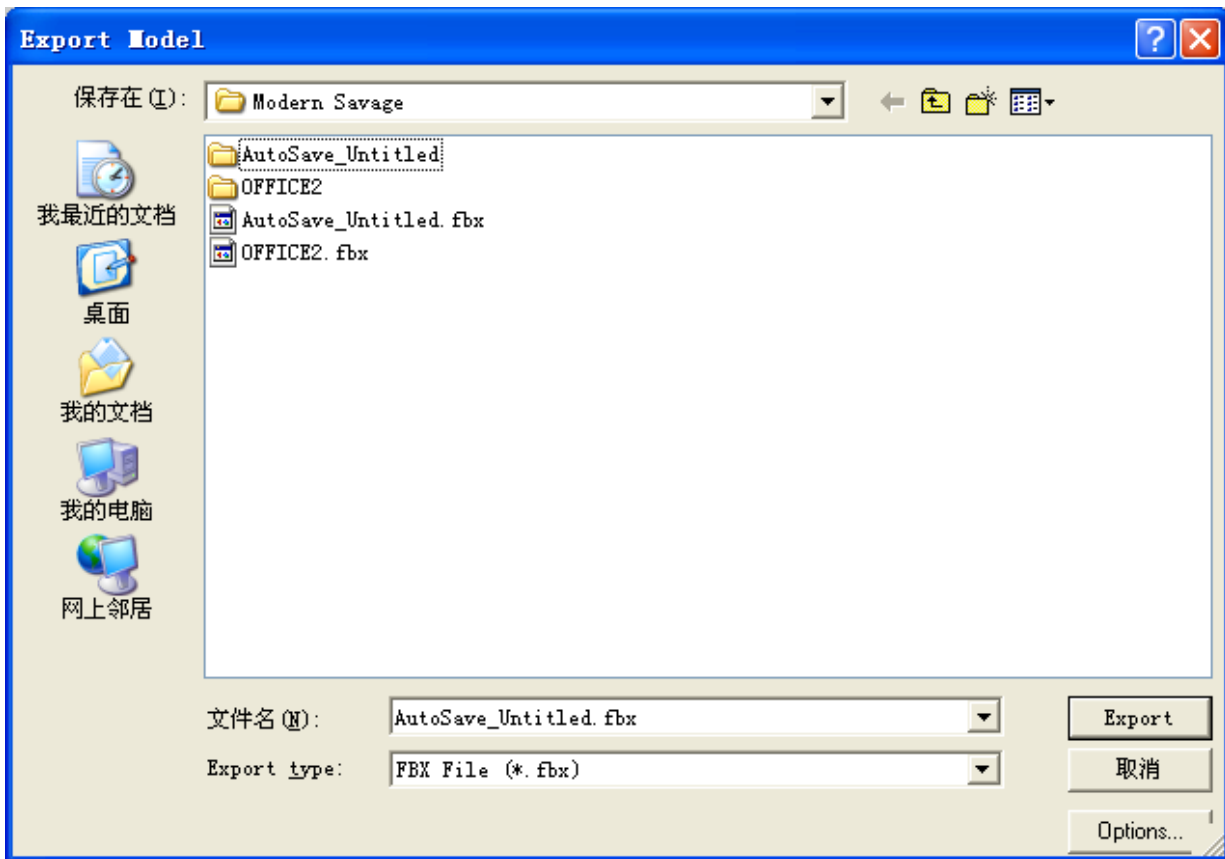 Export Model
保存在(I):
Modern Savage
AutoSave_Untitled
OFFICE2
AutoSave_Untitled.fbx
OFFICE2.fbx
我最近的文档
桌面
我的文档
我的电脑
网上邻居
文件名(N):
AutoSave_Untitled.fbx
Export
Export type:
FBX File (*.fbx)
取消
Options...